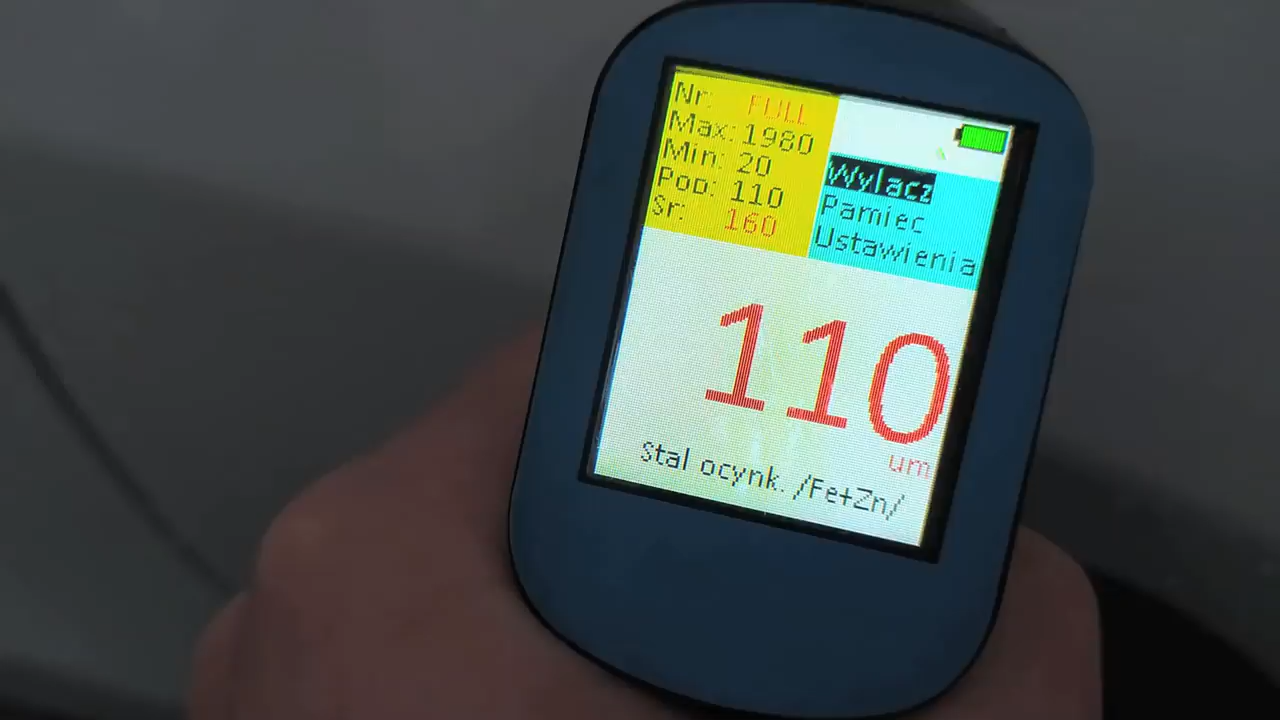 Nr: FULL
Max: 1980
Min: 20
Pop: 110
Sr: 160
Wylacz
Pamiec
Ustawienia
110
um
Stal ocynk. /Fe+Zn/